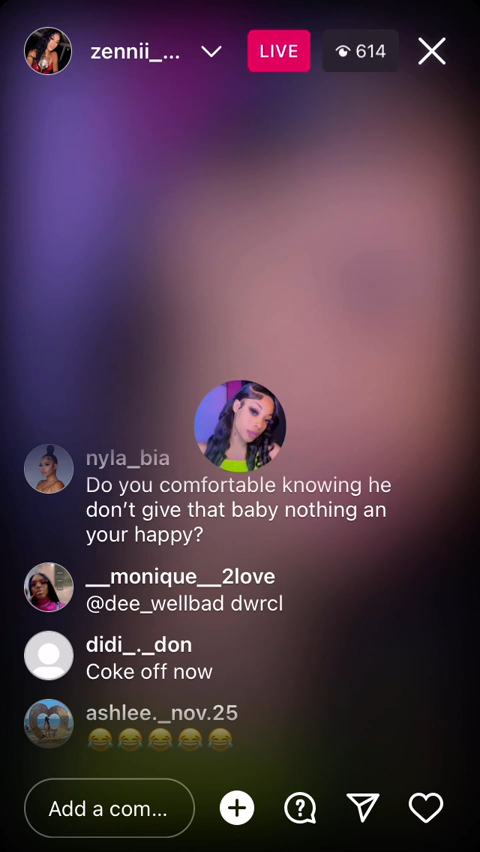 zennii_...
LIVE
614
nyla_bia
Do you comfortable knowing he
don’t give that baby nothing an
your happy?
__monique__2love
@dee_wellbad dwrcl
didi_._don
Coke off now
ashlee._nov.25
😂😂😂😂😂
Add a com...